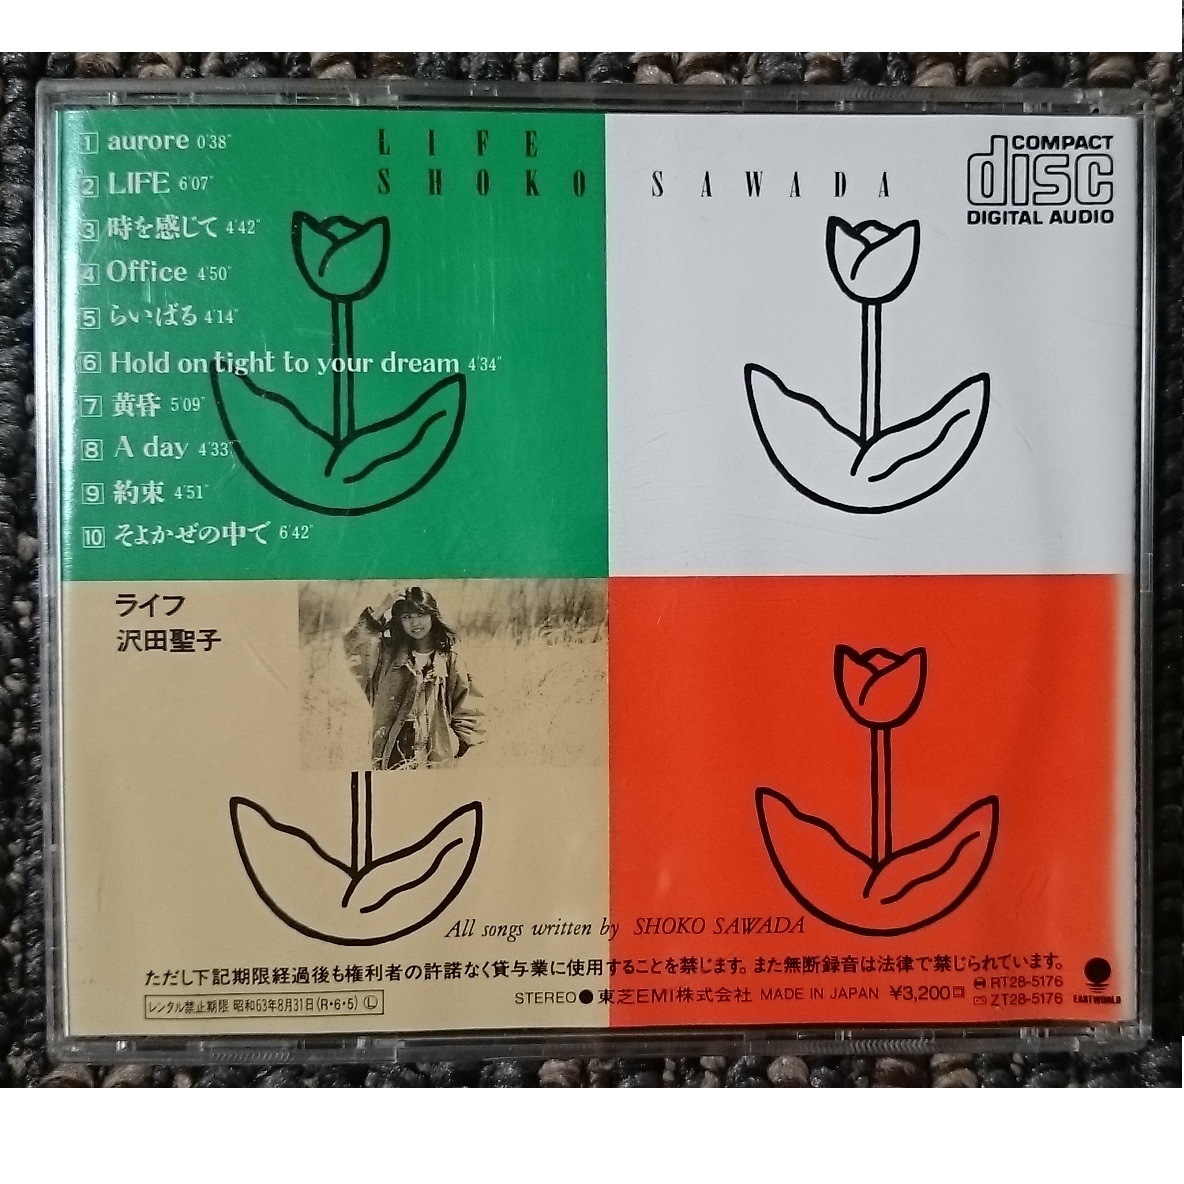 LIFE
SHOKO SAWADA
COMPACT
disc
DIGITAL AUDIO
1 aurore 0'38"
2 LIFE 6'07"
3 時を感じて 4'42"
4 Office 4'50"
5 らいばる 4'14"
6 Hold on tight to your dream 4'34"
7 黄昏 5'09"
8 A day 4'33"
9 約束 4'51"
10 そよかぜの中で 6'42"
ライフ
沢田聖子
All songs written by SHOKO SAWADA
ただし下記期限経過後も権利者の許諾なく貸与業に使用することを禁じます。また無断録音は法律で禁じられています。
レンタル禁止期限 昭和63年8月31日(R・6・5) Ⓛ
STEREO●東芝EMI株式会社 MADE IN JAPAN ¥3,200
RT28-5176
ZT28-5176
EASTWORLD